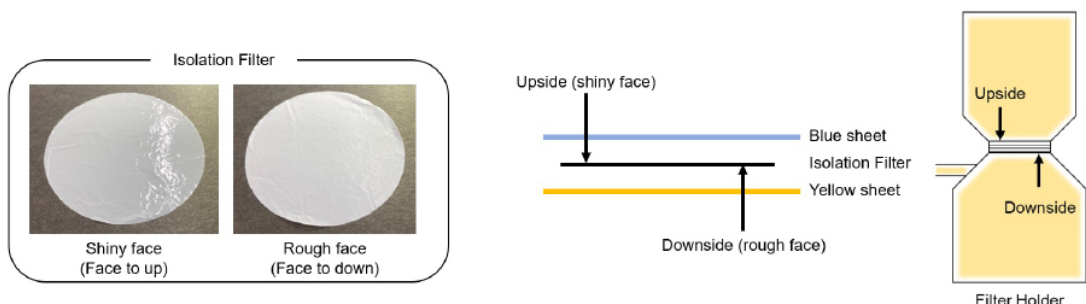 Isolation Filter
Shiny face
(Face to up)
Rough face
(Face to down)
Upside (shiny face)
Blue sheet
Isolation Filter
Yellow sheet
Downside (rough face)
Upside
Downside
Filter Holder